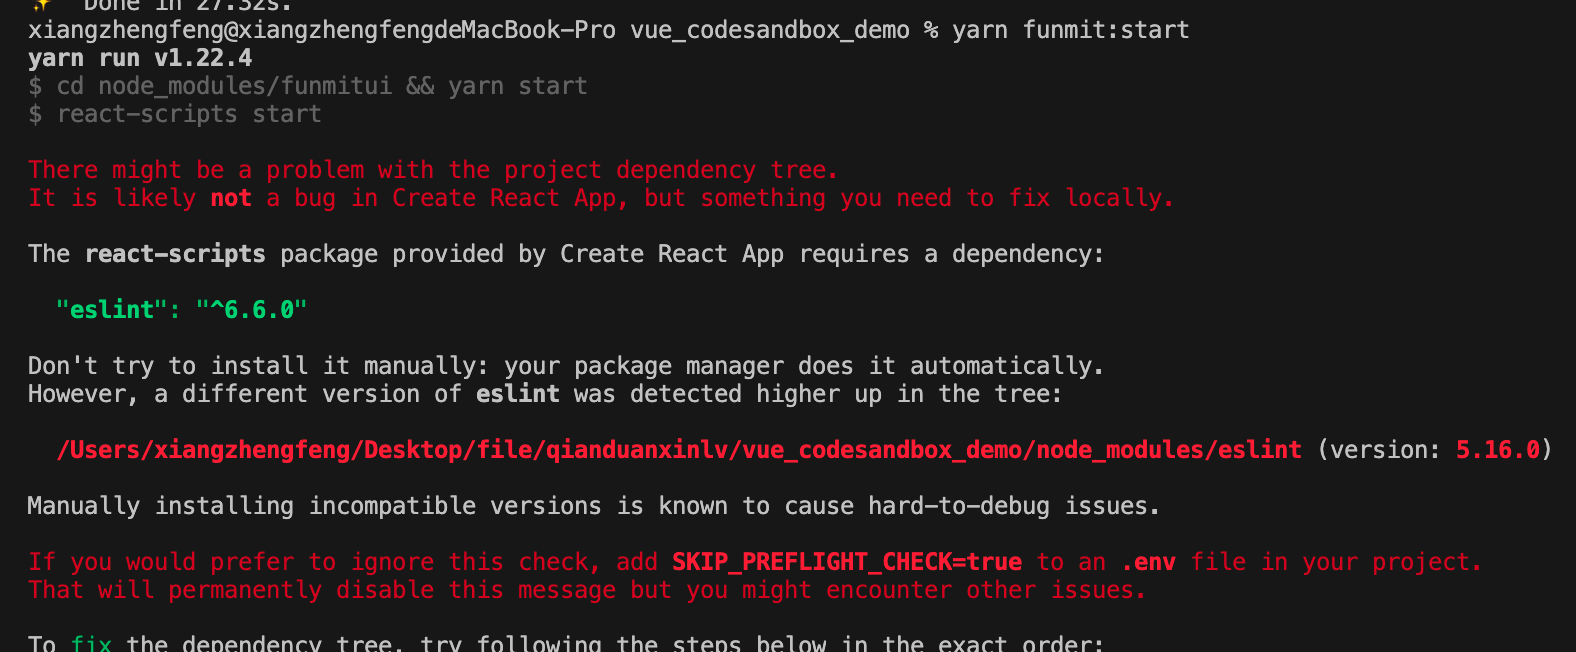 ✨  Done in 27.32s.
xiangzhengfeng@xiangzhengfengdeMacBook-Pro vue_codesandbox_demo % yarn funmit:start
yarn run v1.22.4
$ cd node_modules/funmitui && yarn start
$ react-scripts start
There might be a problem with the project dependency tree.
It is likely not a bug in Create React App, but something you need to fix locally.
The react-scripts package provided by Create React App requires a dependency:
"eslint": "^6.6.0"
Don't try to install it manually: your package manager does it automatically.
However, a different version of eslint was detected higher up in the tree:
/Users/xiangzhengfeng/Desktop/file/qianduanxinlv/vue_codesandbox_demo/node_modules/eslint (version: 5.16.0)
Manually installing incompatible versions is known to cause hard-to-debug issues.
If you would prefer to ignore this check, add SKIP_PREFLIGHT_CHECK=true to an .env file in your project.
That will permanently disable this message but you might encounter other issues.
To fix the dependency tree, try following the steps below in the exact order: